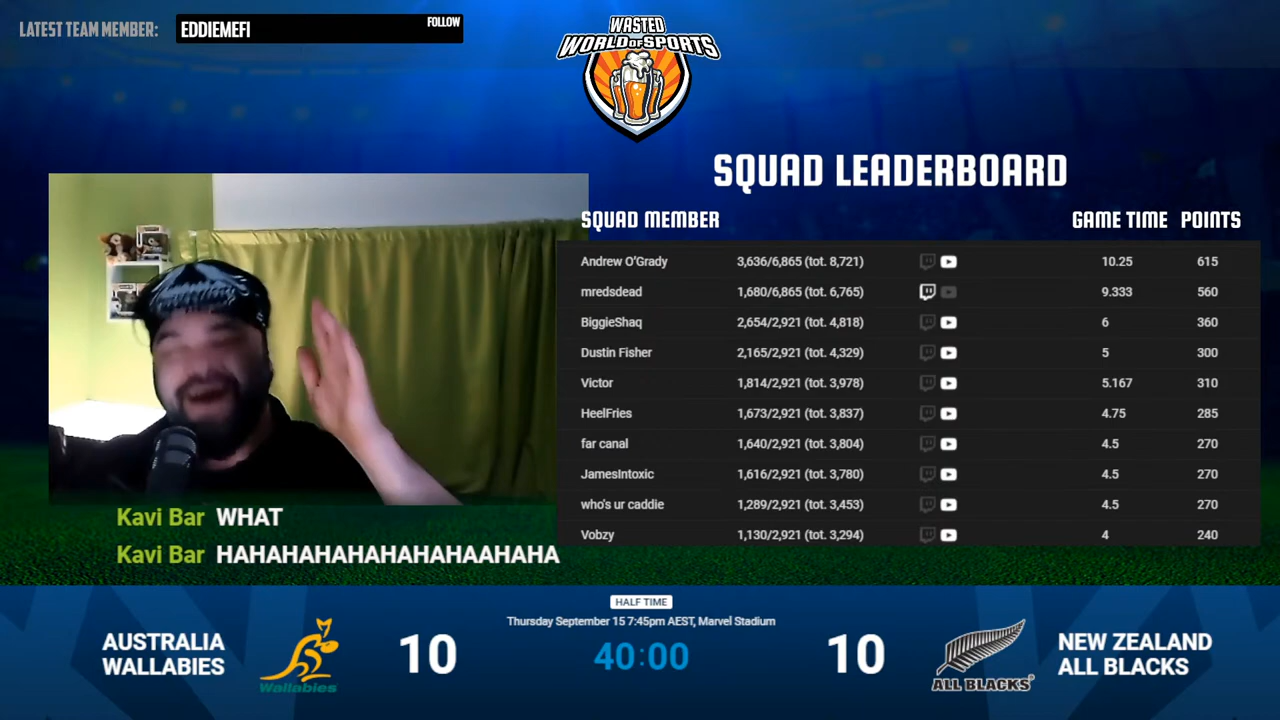 LATEST TEAM MEMBER:
EDDIEMEFI
FOLLOW
WASTED
WORLD OF SPORTS
SQUAD LEADERBOARD
SQUAD MEMBER GAME TIME POINTS
Andrew O'Grady 3,636/6,865 (tot. 8,721) 10.25 615
mredsdead 1,680/6,865 (tot. 6,765) 9.333 560
BiggieShaq 2,654/2,921 (tot. 4,818) 6 360
Dustin Fisher 2,165/2,921 (tot. 4,329) 5 300
Victor 1,814/2,921 (tot. 3,978) 5.167 310
HeelFries 1,673/2,921 (tot. 3,837) 4.75 285
far canal 1,640/2,921 (tot. 3,804) 4.5 270
JamesIntoxic 1,616/2,921 (tot. 3,780) 4.5 270
who's ur caddie 1,289/2,921 (tot. 3,453) 4.5 270
Vobzy 1,130/2,921 (tot. 3,294) 4 240
Kavi Bar WHAT
Kavi Bar HAHAHAHAHAHAHAHAAHAHA
HALF TIME
Thursday September 15 7:45pm AEST, Marvel Stadium
AUSTRALIA
WALLABIES
Wallabies
10
40:00
10
ALL BLACKS
NEW ZEALAND
ALL BLACKS